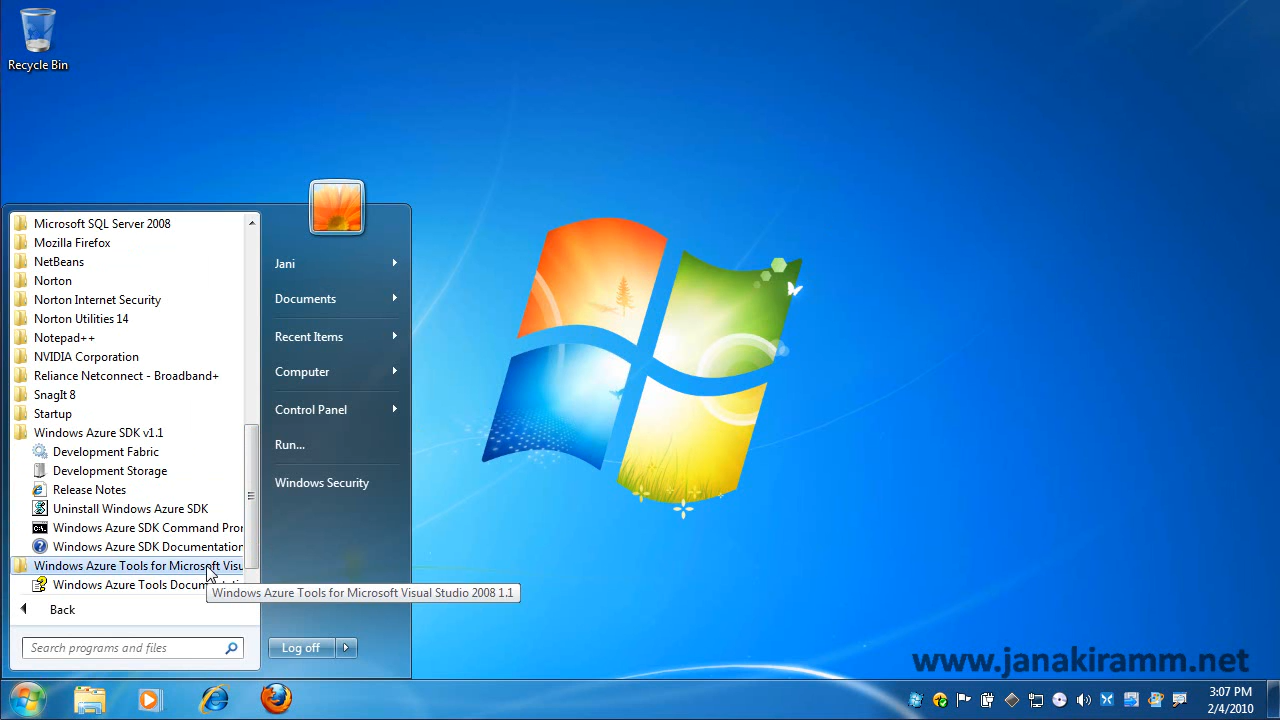 Recycle Bin
Microsoft SQL Server 2008
Mozilla Firefox
NetBeans
Norton
Norton Internet Security
Norton Utilities 14
Notepad++
NVIDIA Corporation
Reliance Netconnect - Broadband+
SnagIt 8
Startup
Windows Azure SDK v1.1
Development Fabric
Development Storage
Release Notes
Uninstall Windows Azure SDK
Windows Azure SDK Command Pror
Windows Azure SDK Documentation
Windows Azure Tools for Microsoft Visu
Windows Azure Tools Documentati
Windows Azure Tools for Microsoft Visual Studio 2008 1.1
Back
Search programs and files
Jani
Documents
Recent Items
Computer
Control Panel
Run...
Windows Security
Log off
www.janakiramm.net
3:07 PM
2/4/2010